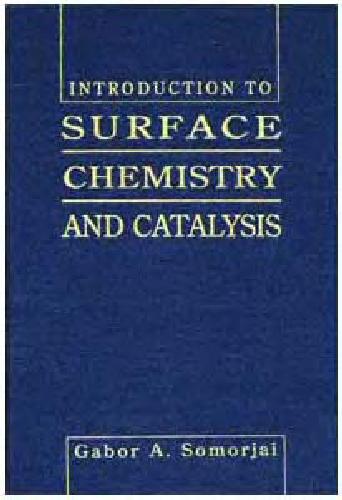 INTRODUCTION TO
SURFACE
CHEMISTRY
AND CATALYSIS
Gabor A. Somorjai